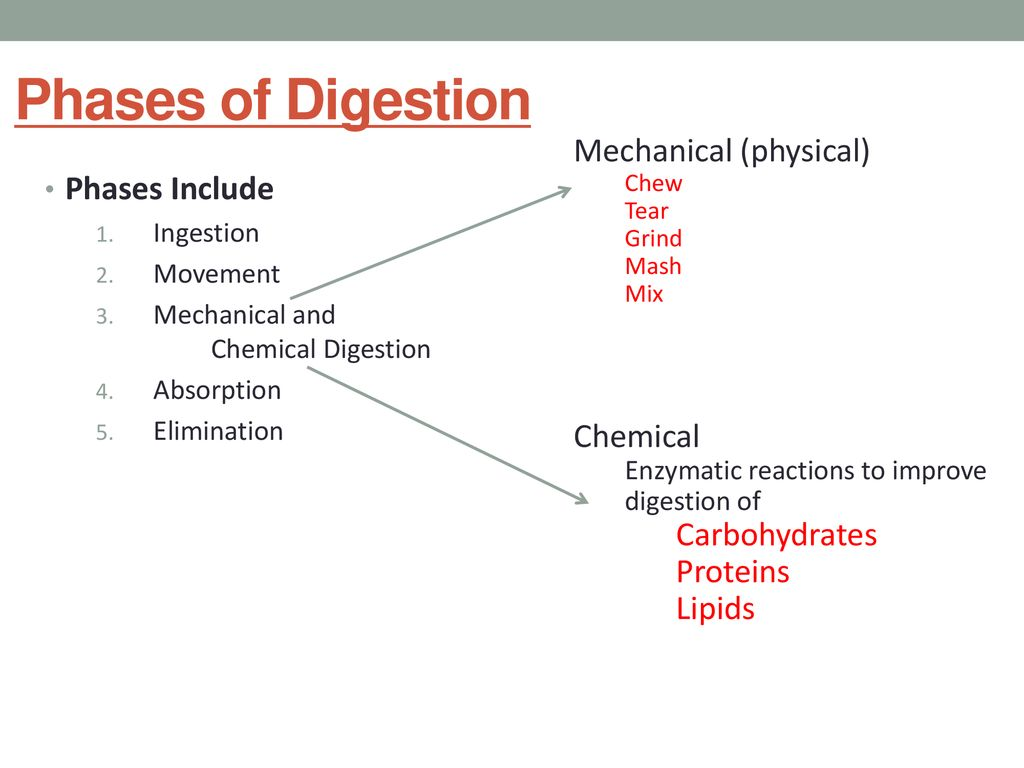 Phases of Digestion
• Phases Include
1. Ingestion
2. Movement
3. Mechanical and
Chemical Digestion
4. Absorption
5. Elimination
Mechanical (physical)
Chew
Tear
Grind
Mash
Mix
Chemical
Enzymatic reactions to improve
digestion of
Carbohydrates
Proteins
Lipids